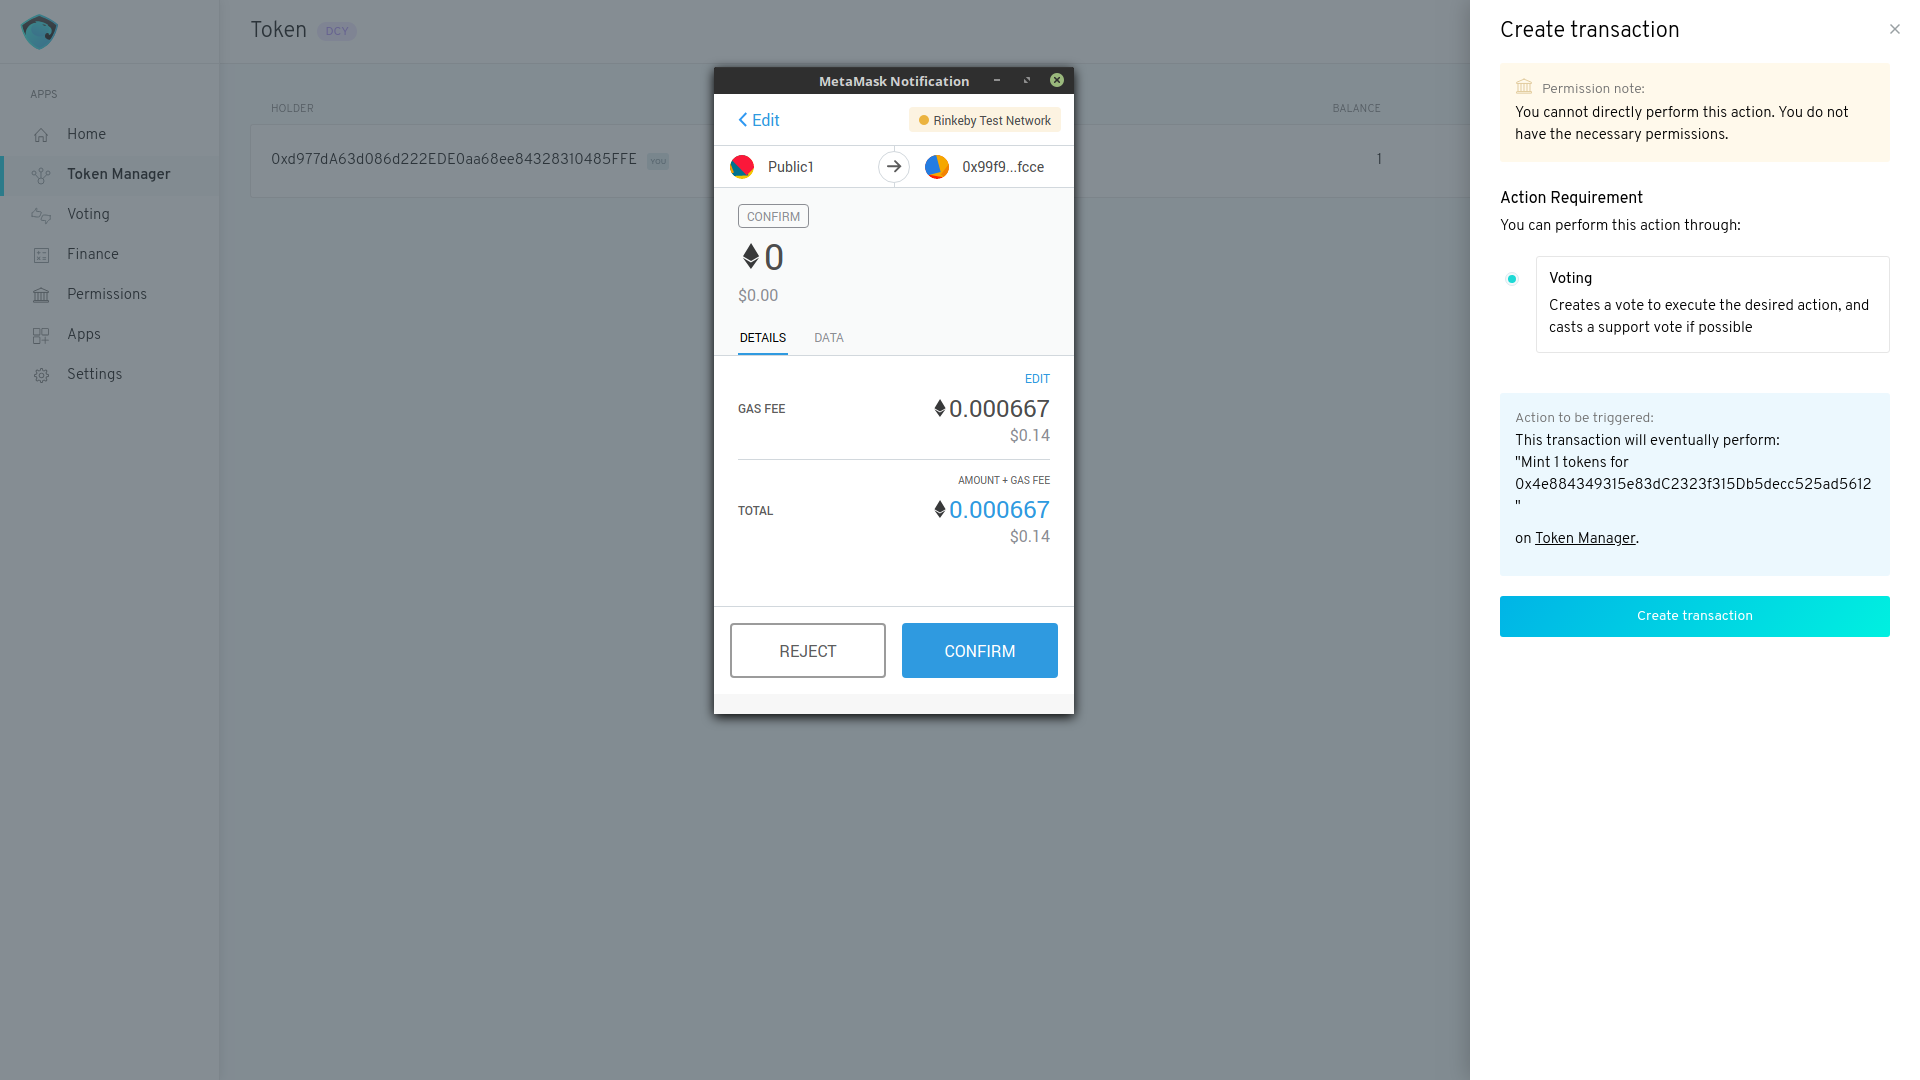 Token DCY
APPS
Home
Token Manager
Voting
Finance
Permissions
Apps
Settings
HOLDER
BALANCE
0xd977dA63d086d222EDE0aa68ee84328310485FFE YOU
1
MetaMask Notification
Edit
Rinkeby Test Network
Public1
0x99f9...fcce
CONFIRM
0
$0.00
DETAILS DATA
EDIT
GAS FEE
0.000667
$0.14
AMOUNT + GAS FEE
TOTAL
0.000667
$0.14
REJECT
CONFIRM
Create transaction
Permission note:
You cannot directly perform this action. You do not
have the necessary permissions.
Action Requirement
You can perform this action through:
Voting
Creates a vote to execute the desired action, and
casts a support vote if possible
Action to be triggered:
This transaction will eventually perform:
"Mint 1 tokens for
0x4e884349315e83dC2323f315Db5decc525ad5612
"
on Token Manager.
Create transaction